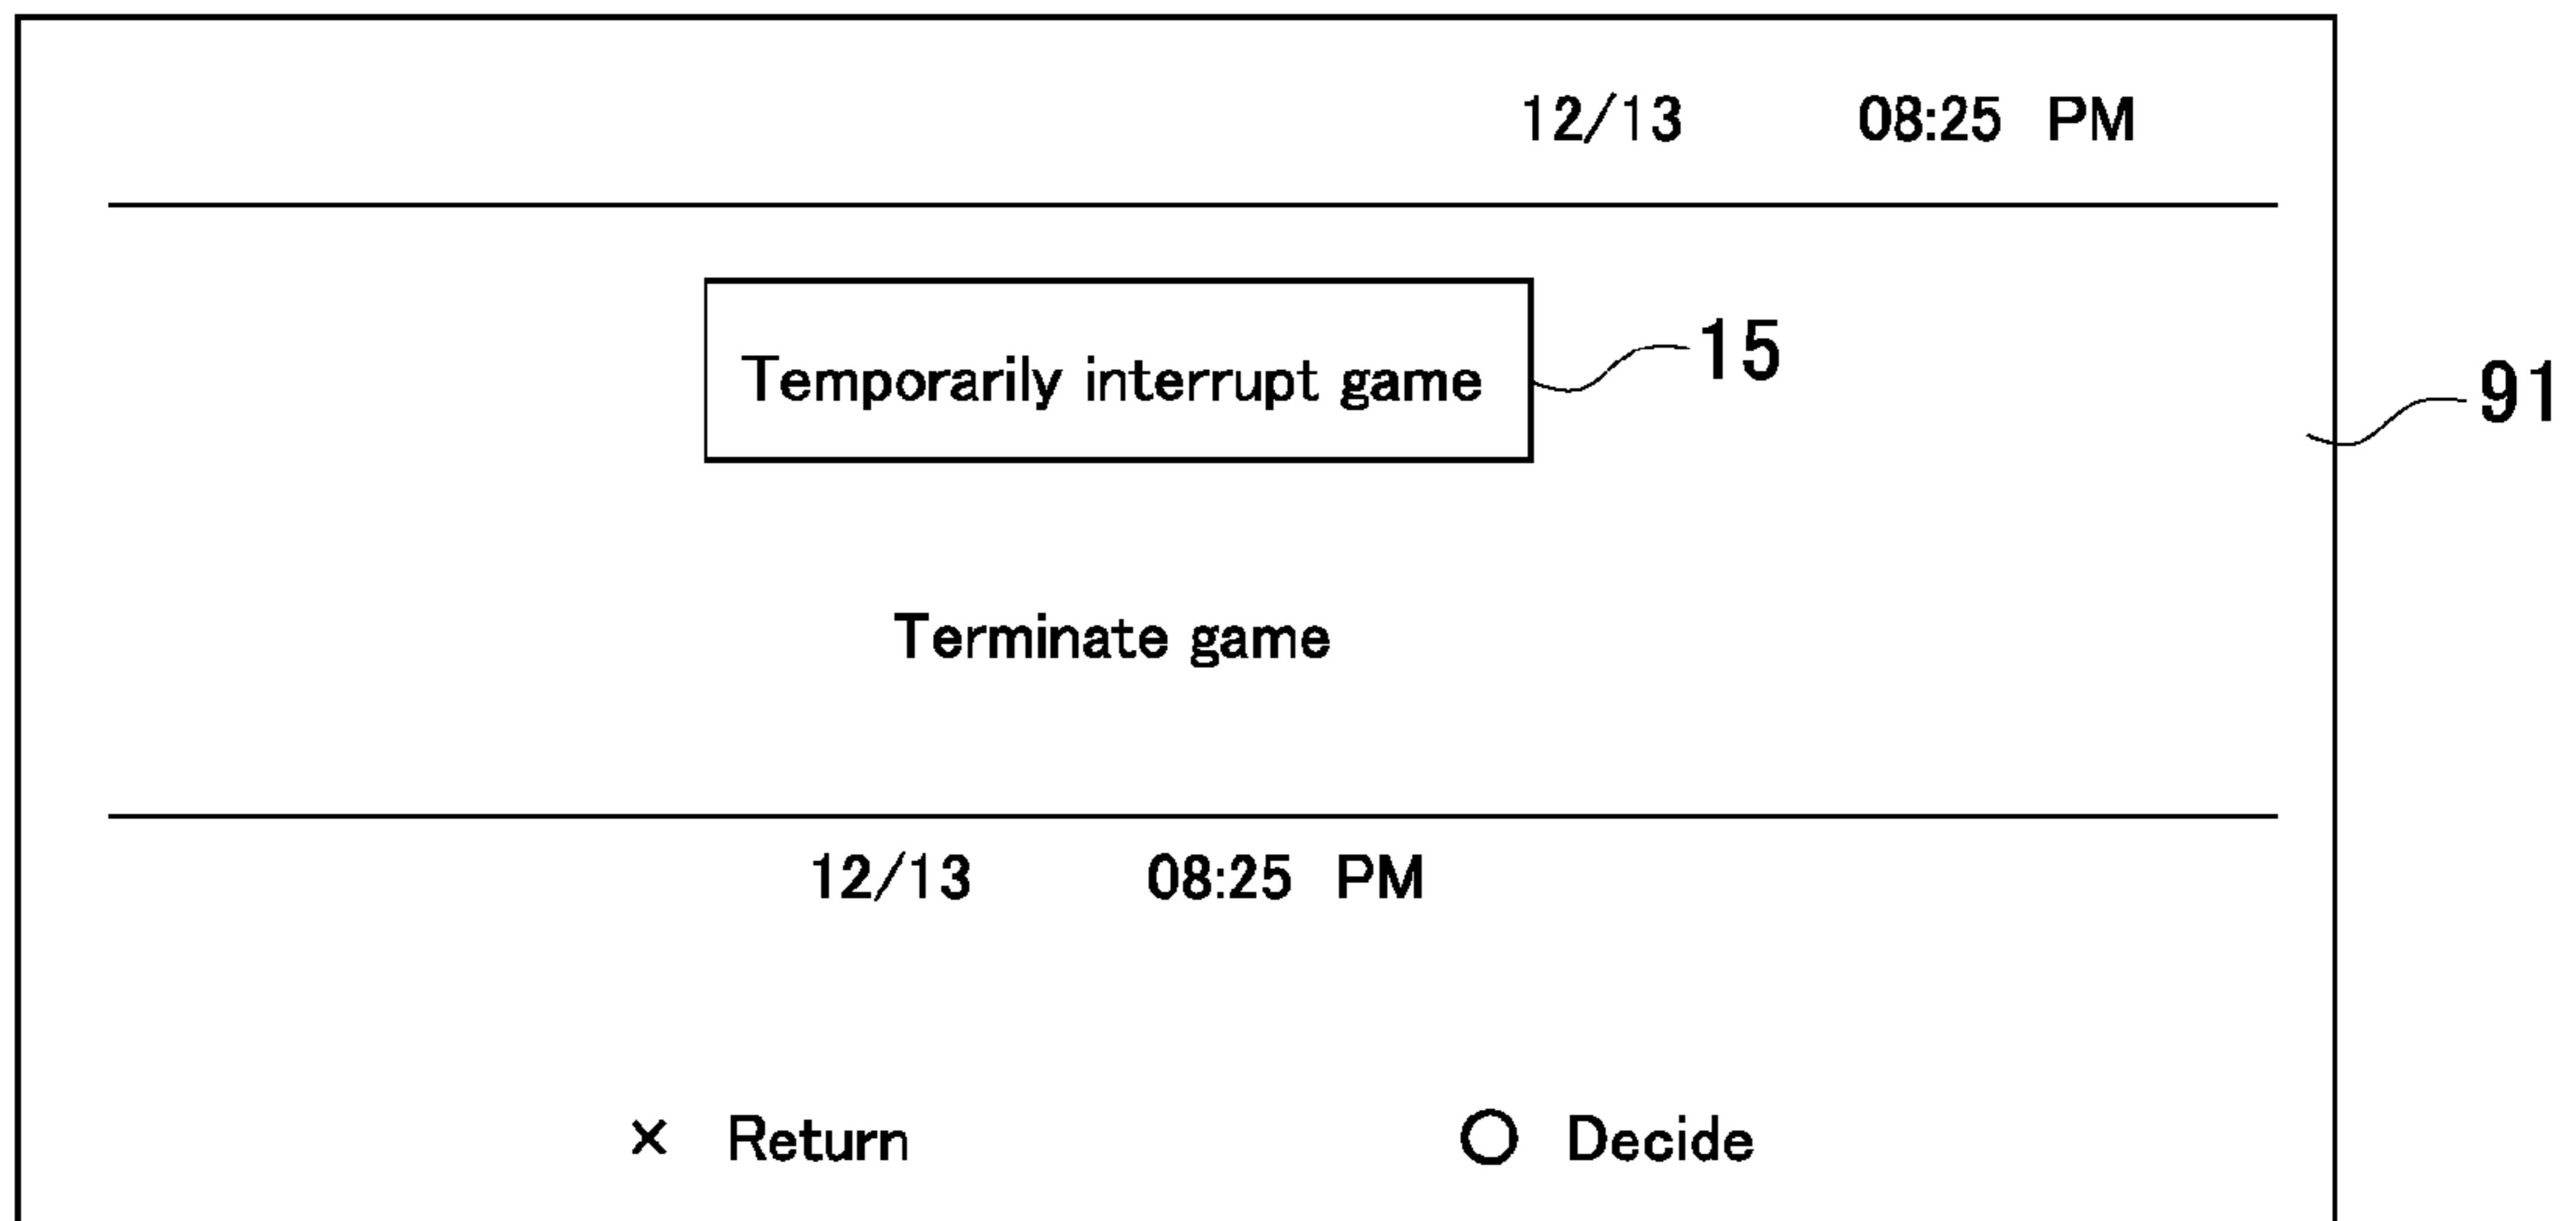 12/13 08:25 PM
Temporarily interrupt game
15
91
Terminate game
12/13 08:25 PM
× Return ○ Decide